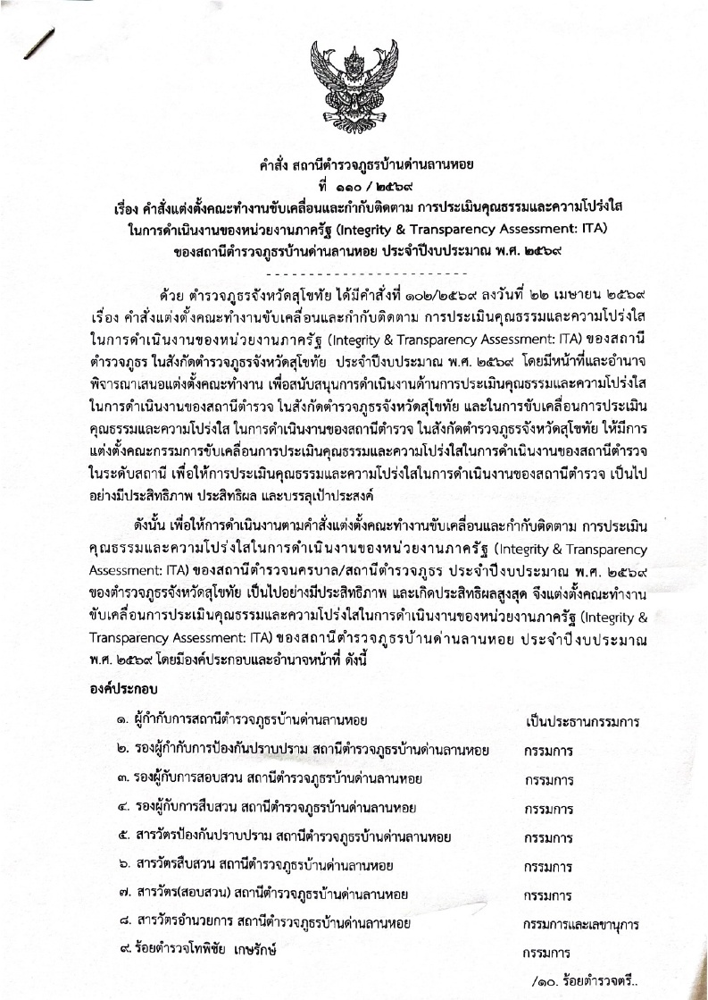 คำสั่ง สถานีตำรวจภูธรบ้านด่านลานหอย
ที่ ๑๑๐ / ๒๕๖๙
เรื่อง คำสั่งแต่งตั้งคณะทำงานขับเคลื่อนและกำกับติดตาม การประเมินคุณธรรมและความโปร่งใส
ในการดำเนินงานของหน่วยงานภาครัฐ (Integrity & Transparency Assessment: ITA)
ของสถานีตำรวจภูธรบ้านด่านลานหอย ประจำปีงบประมาณ พ.ศ. ๒๕๖๙
- - - - - - - - - - - - - - - - - - - - - - - -
ด้วย ตำรวจภูธรจังหวัดสุโขทัย ได้มีคำสั่งที่ ๑๐๒/๒๕๖๙ ลงวันที่ ๒๒ เมษายน ๒๕๖๙
เรื่อง คำสั่งแต่งตั้งคณะทำงานขับเคลื่อนและกำกับติดตาม การประเมินคุณธรรมและความโปร่งใส
ในการดำเนินงานของหน่วยงานภาครัฐ (Integrity & Transparency Assessment: ITA) ของสถานี
ตำรวจภูธร ในสังกัดตำรวจภูธรจังหวัดสุโขทัย ประจำปีงบประมาณ พ.ศ. ๒๕๖๙ โดยมีหน้าที่และอำนาจ
พิจารณาเสนอแต่งตั้งคณะทำงาน เพื่อสนับสนุนการดำเนินงานด้านการประเมินคุณธรรมและความโปร่งใส
ในการดำเนินงานของสถานีตำรวจ ในสังกัดตำรวจภูธรจังหวัดสุโขทัย และในการขับเคลื่อนการประเมิน
คุณธรรมและความโปร่งใส ในการดำเนินงานของสถานีตำรวจ ในสังกัดตำรวจภูธรจังหวัดสุโขทัย ให้มีการ
แต่งตั้งคณะกรรมการขับเคลื่อนการประเมินคุณธรรมและความโปร่งใสในการดำเนินงานของสถานีตำรวจ
ในระดับสถานี เพื่อให้การประเมินคุณธรรมและความโปร่งใสในการดำเนินงานของสถานีตำรวจ เป็นไป
อย่างมีประสิทธิภาพ ประสิทธิผล และบรรลุเป้าประสงค์
ดังนั้น เพื่อให้การดำเนินงานตามคำสั่งแต่งตั้งคณะทำงานขับเคลื่อนและกำกับติดตาม การประเมิน
คุณธรรมและความโปร่งใสในการดำเนินงานของหน่วยงานภาครัฐ (Integrity & Transparency
Assessment: ITA) ของสถานีตำรวจนครบาล/สถานีตำรวจภูธร ประจำปีงบประมาณ พ.ศ. ๒๕๖๙
ของตำรวจภูธรจังหวัดสุโขทัย เป็นไปอย่างมีประสิทธิภาพ และเกิดประสิทธิผลสูงสุด จึงแต่งตั้งคณะทำงาน
ขับเคลื่อนการประเมินคุณธรรมและความโปร่งใสในการดำเนินงานของหน่วยงานภาครัฐ (Integrity &
Transparency Assessment: ITA) ของสถานีตำรวจภูธรบ้านด่านลานหอย ประจำปีงบประมาณ
พ.ศ. ๒๕๖๙ โดยมีองค์ประกอบและอำนาจหน้าที่ ดังนี้
องค์ประกอบ
๑. ผู้กำกับการสถานีตำรวจภูธรบ้านด่านลานหอย เป็นประธานกรรมการ
๒. รองผู้กำกับการป้องกันปราบปราม สถานีตำรวจภูธรบ้านด่านลานหอย กรรมการ
๓. รองผู้กับการสอบสวน สถานีตำรวจภูธรบ้านด่านลานหอย กรรมการ
๔. รองผู้กับการสืบสวน สถานีตำรวจภูธรบ้านด่านลานหอย กรรมการ
๕. สารวัตรป้องกันปราบปราม สถานีตำรวจภูธรบ้านด่านลานหอย กรรมการ
๖. สารวัตรสืบสวน สถานีตำรวจภูธรบ้านด่านลานหอย กรรมการ
๗. สารวัตร(สอบสวน) สถานีตำรวจภูธรบ้านด่านลานหอย กรรมการ
๘. สารวัตรอำนวยการ สถานีตำรวจภูธรบ้านด่านลานหอย กรรมการและเลขานุการ
๙. ร้อยตำรวจโทพิชัย เกษรักษ์ กรรมการ
/๑๐. ร้อยตำรวจตรี..